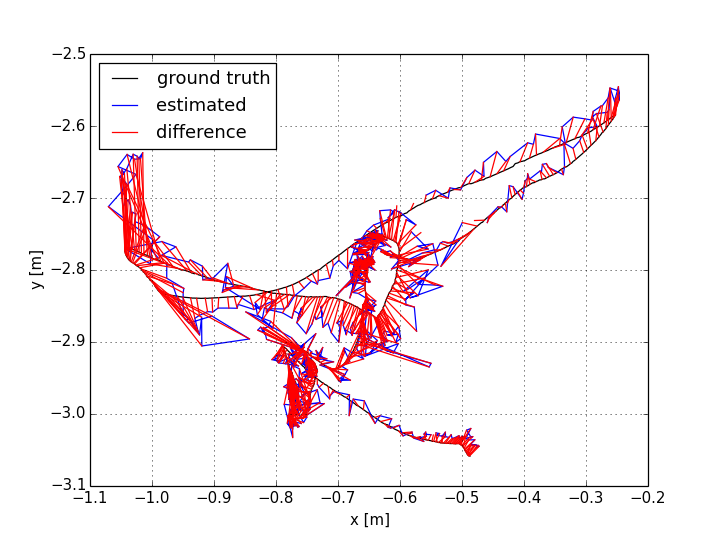 −2.5
ground truth
estimated
difference
−2.6
−2.7
−2.8
−2.9
−3.0
−3.1
y [m]
−1.1 −1.0 −0.9 −0.8 −0.7 −0.6 −0.5 −0.4 −0.3 −0.2
x [m]